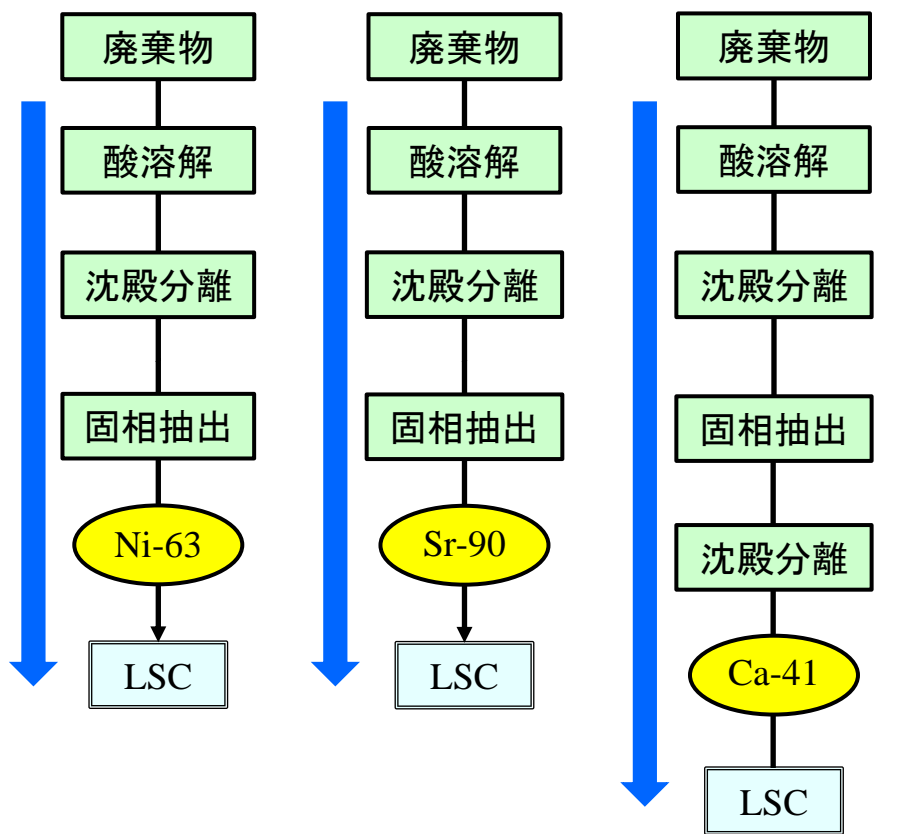 廃棄物
酸溶解
沈殿分離
固相抽出
Ni-63
LSC
廃棄物
酸溶解
沈殿分離
固相抽出
Sr-90
LSC
廃棄物
酸溶解
沈殿分離
固相抽出
沈殿分離
Ca-41
LSC